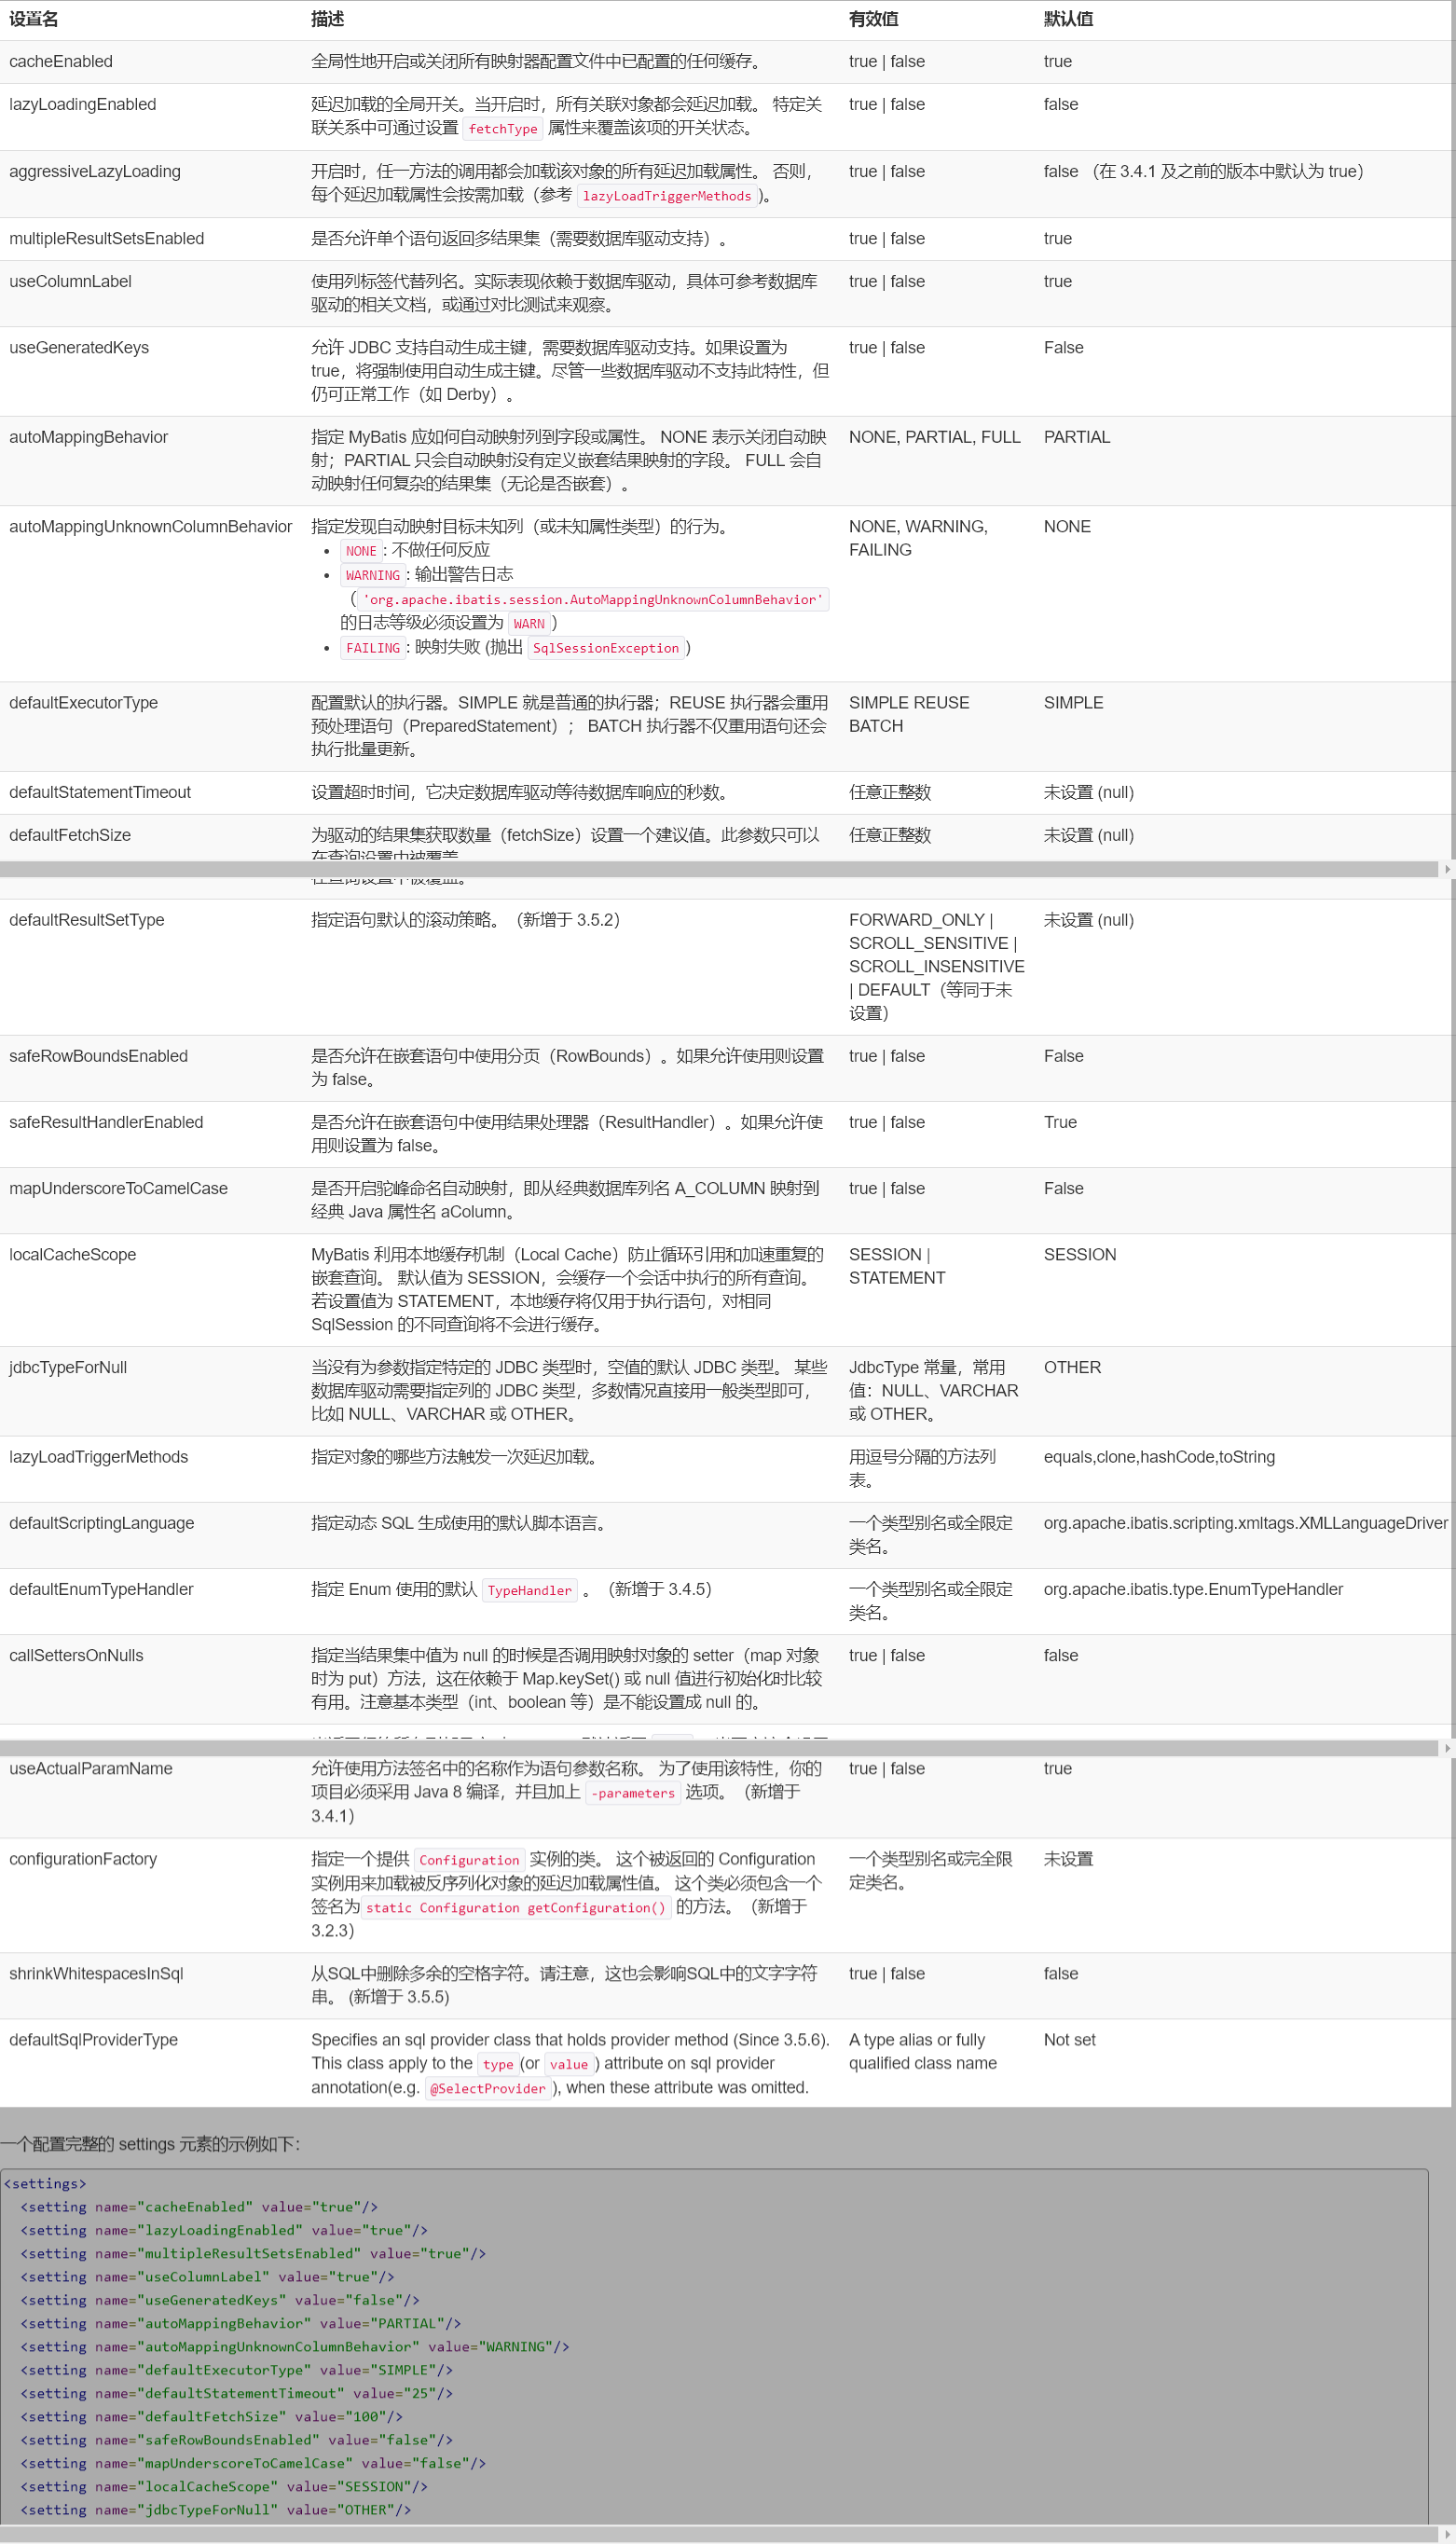 设置名 描述 有效值 默认值
cacheEnabled 全局性地开启或关闭所有映射器配置文件中已配置的任何缓存。 true | false true
lazyLoadingEnabled 延迟加载的全局开关。当开启时，所有关联对象都会延迟加载。 特定关 true | false false
联关系中可通过设置 fetchType 属性来覆盖该项的开关状态。
aggressiveLazyLoading 开启时，任一方法的调用都会加载该对象的所有延迟加载属性。 否则， true | false false （在 3.4.1 及之前的版本中默认为 true）
每个延迟加载属性会按需加载（参考 lazyLoadTriggerMethods)。
multipleResultSetsEnabled 是否允许单个语句返回多结果集（需要数据库驱动支持）。 true | false true
useColumnLabel 使用列标签代替列名。实际表现依赖于数据库驱动，具体可参考数据库 true | false true
驱动的相关文档，或通过对比测试来观察。
useGeneratedKeys 允许 JDBC 支持自动生成主键，需要数据库驱动支持。如果设置为 true | false False
true，将强制使用自动生成主键。尽管一些数据库驱动不支持此特性，但
仍可正常工作（如 Derby）。
autoMappingBehavior 指定 MyBatis 应如何自动映射列到字段或属性。 NONE 表示关闭自动映 NONE, PARTIAL, FULL PARTIAL
射；PARTIAL 只会自动映射没有定义嵌套结果映射的字段。 FULL 会自
动映射任何复杂的结果集（无论是否嵌套）。
autoMappingUnknownColumnBehavior 指定发现自动映射目标未知列（或未知属性类型）的行为。 NONE, WARNING, NONE
• NONE: 不做任何反应 FAILING
• WARNING: 输出警告日志
（'org.apache.ibatis.session.AutoMappingUnknownColumnBehavior'
的日志等级必须设置为 WARN）
• FAILING: 映射失败 (抛出 SqlSessionException)
defaultExecutorType 配置默认的执行器。SIMPLE 就是普通的执行器；REUSE 执行器会重用 SIMPLE REUSE SIMPLE
预处理语句（PreparedStatement）； BATCH 执行器不仅重用语句还会 BATCH
执行批量更新。
defaultStatementTimeout 设置超时时间，它决定数据库驱动等待数据库响应的秒数。 任意正整数 未设置 (null)
defaultFetchSize 为驱动的结果集获取数量（fetchSize）设置一个建议值。此参数只可以 任意正整数 未设置 (null)
在查询设置中被覆盖。
defaultResultSetType 指定语句默认的滚动策略。（新增于 3.5.2） FORWARD_ONLY | 未设置 (null)
SCROLL_SENSITIVE |
SCROLL_INSENSITIVE
| DEFAULT（等同于未
设置）
safeRowBoundsEnabled 是否允许在嵌套语句中使用分页（RowBounds）。如果允许使用则设置 true | false False
为 false。
safeResultHandlerEnabled 是否允许在嵌套语句中使用结果处理器（ResultHandler）。如果允许使 true | false True
用则设置为 false。
mapUnderscoreToCamelCase 是否开启驼峰命名自动映射，即从经典数据库列名 A_COLUMN 映射到 true | false False
经典 Java 属性名 aColumn。
localCacheScope MyBatis 利用本地缓存机制（Local Cache）防止循环引用和加速重复的 SESSION | SESSION
嵌套查询。 默认值为 SESSION，会缓存一个会话中执行的所有查询。 STATEMENT
若设置值为 STATEMENT，本地缓存将仅用于执行语句，对相同
SqlSession 的不同查询将不会进行缓存。
jdbcTypeForNull 当没有为参数指定特定的 JDBC 类型时，空值的默认 JDBC 类型。 某些 JdbcType 常量，常用 OTHER
数据库驱动需要指定列的 JDBC 类型，多数情况直接用一般类型即可， 值：NULL、VARCHAR
比如 NULL、VARCHAR 或 OTHER。 或 OTHER。
lazyLoadTriggerMethods 指定对象的哪些方法触发一次延迟加载。 用逗号分隔的方法列 equals,clone,hashCode,toString
表。
defaultScriptingLanguage 指定动态 SQL 生成使用的默认脚本语言。 一个类型别名或全限定 org.apache.ibatis.scripting.xmltags.XMLLanguageDriver
类名。
defaultEnumTypeHandler 指定 Enum 使用的默认 TypeHandler 。（新增于 3.4.5） 一个类型别名或全限定 org.apache.ibatis.type.EnumTypeHandler
类名。
callSettersOnNulls 指定当结果集中值为 null 的时候是否调用映射对象的 setter（map 对象 true | false false
时为 put）方法，这在依赖于 Map.keySet() 或 null 值进行初始化时比较
有用。注意基本类型（int、boolean 等）是不能设置成 null 的。
useActualParamName 允许使用方法签名中的名称作为语句参数名称。 为了使用该特性，你的 true | false true
项目必须采用 Java 8 编译，并且加上 -parameters 选项。（新增于
3.4.1）
configurationFactory 指定一个提供 Configuration 实例的类。 这个被返回的 Configuration 一个类型别名或完全限 未设置
实例用来加载被反序列化对象的延迟加载属性值。 这个类必须包含一个 定类名。
签名为static Configuration getConfiguration() 的方法。（新增于
3.2.3）
shrinkWhitespacesInSql 从SQL中删除多余的空格字符。请注意，这也会影响SQL中的文字字符 true | false false
串。 (新增于 3.5.5)
defaultSqlProviderType Specifies an sql provider class that holds provider method (Since 3.5.6). A type alias or fully Not set
This class apply to the type(or value) attribute on sql provider qualified class name
annotation(e.g. @SelectProvider), when these attribute was omitted.
一个配置完整的 settings 元素的示例如下：
<settings>
<setting name="cacheEnabled" value="true"/>
<setting name="lazyLoadingEnabled" value="true"/>
<setting name="multipleResultSetsEnabled" value="true"/>
<setting name="useColumnLabel" value="true"/>
<setting name="useGeneratedKeys" value="false"/>
<setting name="autoMappingBehavior" value="PARTIAL"/>
<setting name="autoMappingUnknownColumnBehavior" value="WARNING"/>
<setting name="defaultExecutorType" value="SIMPLE"/>
<setting name="defaultStatementTimeout" value="25"/>
<setting name="defaultFetchSize" value="100"/>
<setting name="safeRowBoundsEnabled" value="false"/>
<setting name="mapUnderscoreToCamelCase" value="false"/>
<setting name="localCacheScope" value="SESSION"/>
<setting name="jdbcTypeForNull" value="OTHER"/>